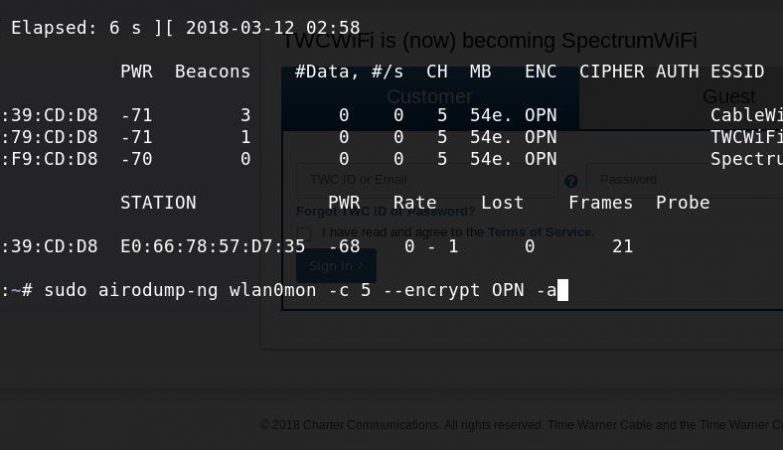 Elapsed: 6 s ][ 2018-03-12 02:58
TWCWiFi is (now) becoming SpectrumWiFi
PWR Beacons #Data, #/s CH MB ENC CIPHER AUTH ESSID
Customer Guest
:39:CD:D8 -71 3 0 0 5 54e. OPN CableWi
:79:CD:D8 -71 1 0 0 5 54e. OPN TWCWiFi
:F9:CD:D8 -70 0 0 0 5 54e. OPN Spectru
TWC ID or Email Password
STATION PWR Rate Lost Frames Probe
Forgot TWC ID or Password?
I have read and agree to the Terms of Service.
:39:CD:D8 E0:66:78:57:D7:35 -68 0 - 1 0 21
Sign In >
:~# sudo airodump-ng wlan0mon -c 5 --encrypt OPN -a
© 2018 Charter Communications. All rights reserved. Time Warner Cable and the Time Warner C